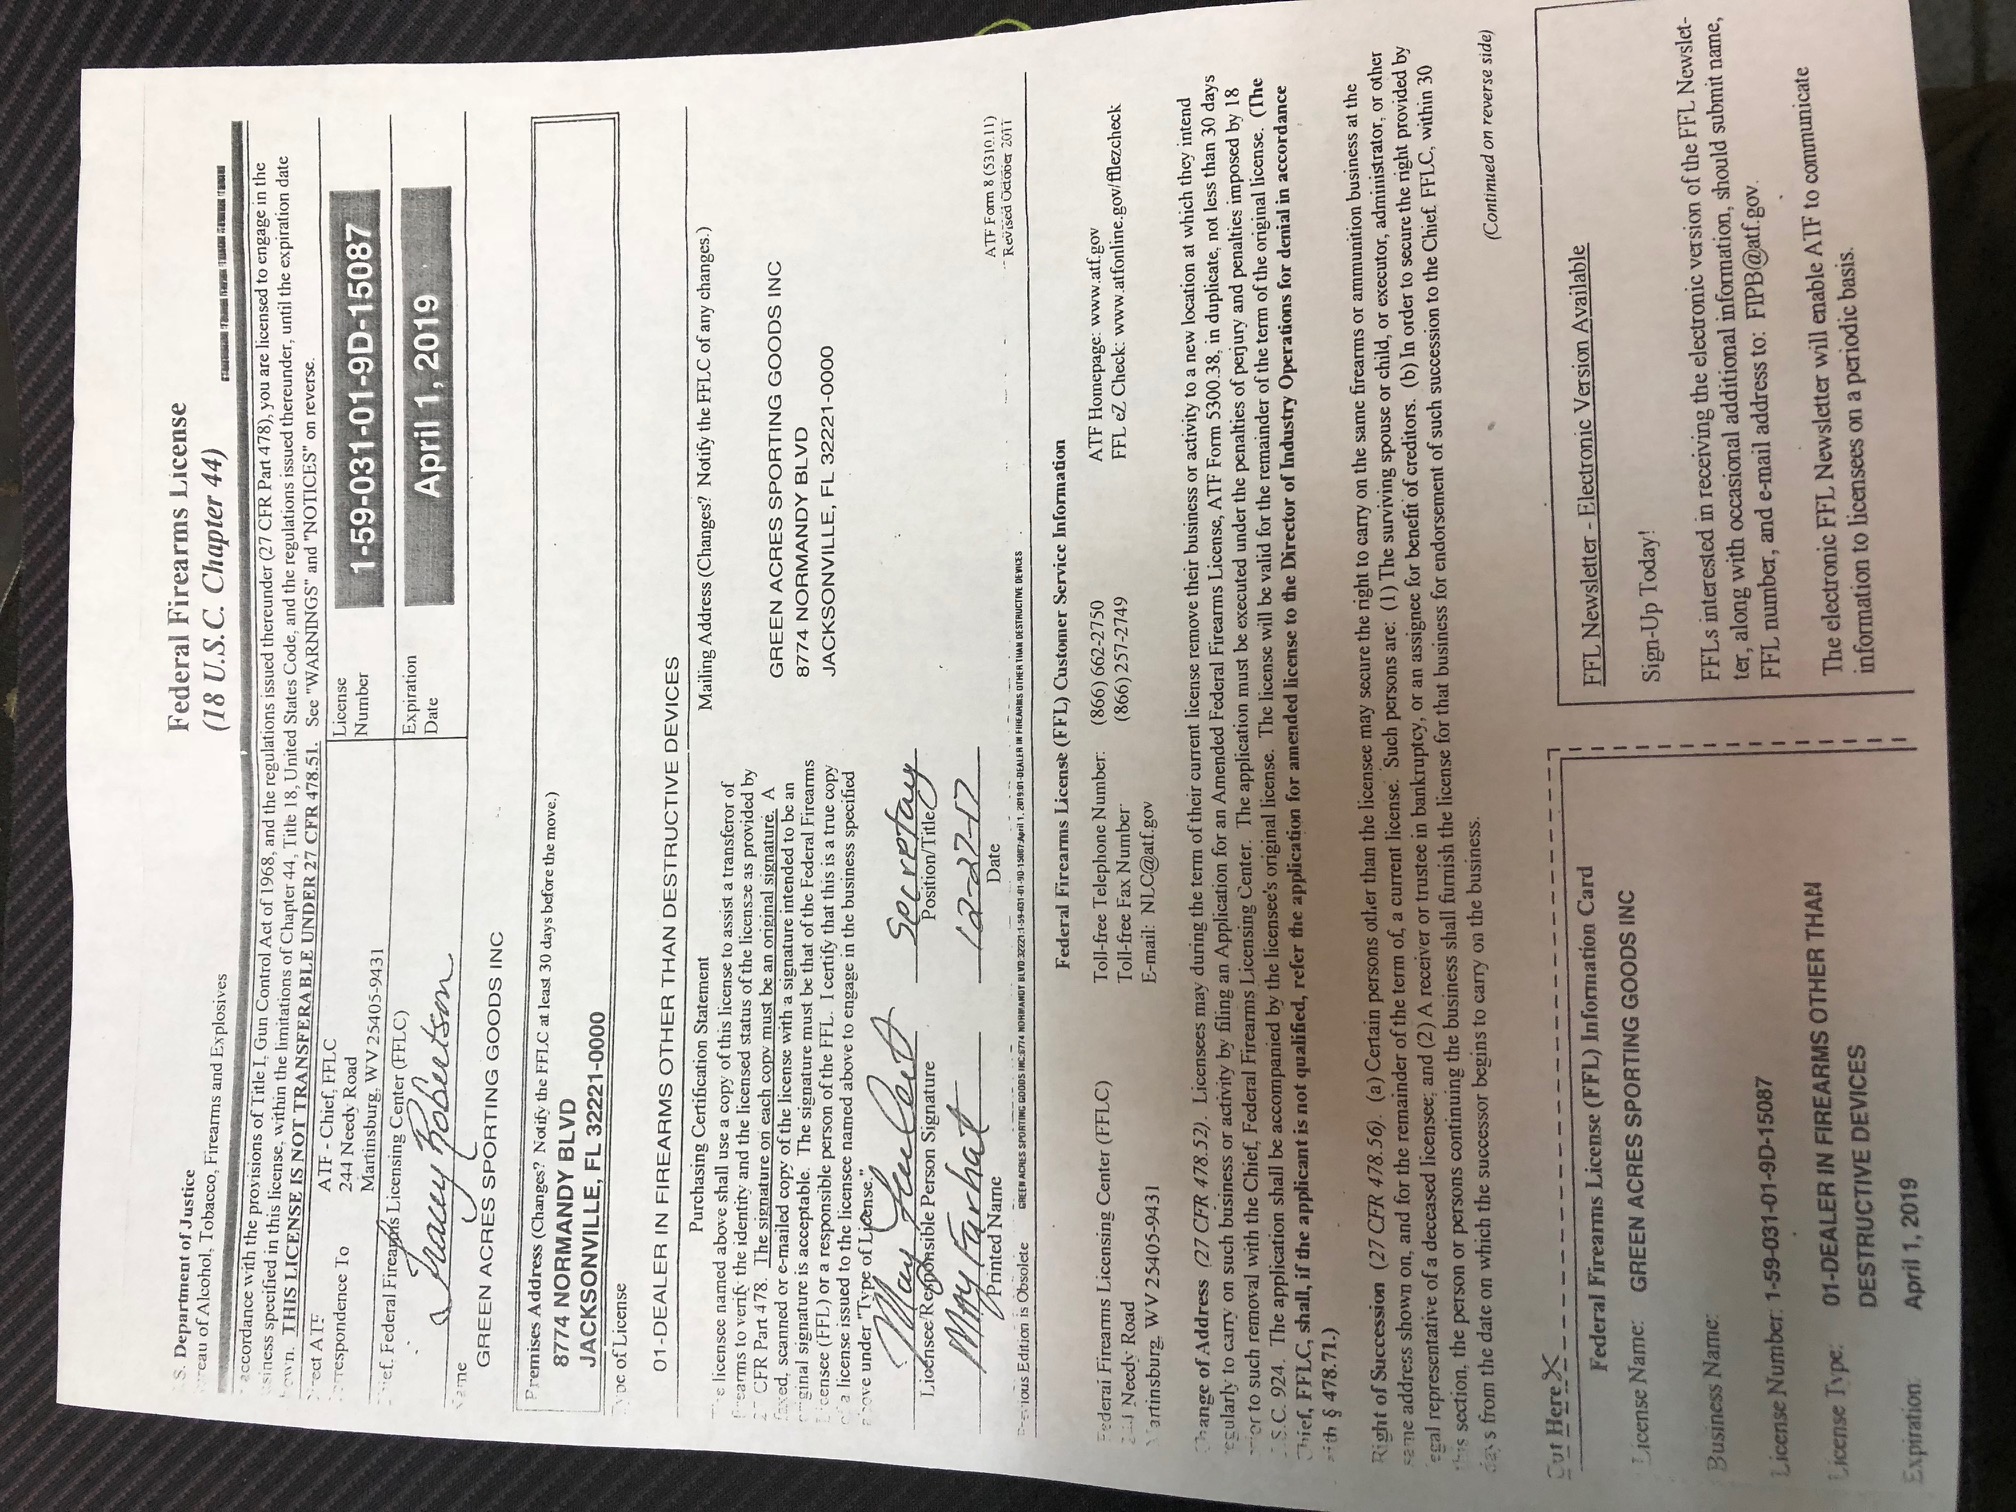 S. Department of Justice
eau of Alcohol, Tobacco, Firearms and Explosives
Federal Firearms License
(18 U.S.C. Chapter 44)
accordance with the provisions of Title I, Gun Control Act of 1968, and the regulations issued thereunder (27 CFR Part 478), you are licensed to engage in the
siness specified in this license, within the limitations of Chapter 44, Title 18, United States Code, and the regulations issued thereunder, until the expiration date
own. THIS LICENSE IS NOT TRANSFERABLE UNDER 27 CFR 478.51. See "WARNINGS" and "NOTICES" on reverse.
rect ATF
rrespondence To
ATF - Chief, FFLC
244 Needy Road
Martinsburg, WV 25405-9431
License
Number
1-59-031-01-9D-15087
ef, Federal Firearms Licensing Center (FFLC)
Tracey Robertson
Expiration
Date
April 1, 2019
Name
GREEN ACRES SPORTING GOODS INC
Premises Address (Changes? Notify the FFLC at least 30 days before the move.)
8774 NORMANDY BLVD
JACKSONVILLE, FL 32221-0000
ype of License
01-DEALER IN FIREARMS OTHER THAN DESTRUCTIVE DEVICES
Purchasing Certification Statement
e licensee named above shall use a copy of this license to assist a transferor of
earms to verify the identity and the licensed status of the licensee as provided by
CFR Part 478. The signature on each copy must be an original signature. A
xed, scanned or e-mailed copy of the license with a signature intended to be an
ginal signature is acceptable. The signature must be that of the Federal Firearms
censee (FFL) or a responsible person of the FFL. I certify that this is a true copy
a license issued to the licensee named above to engage in the business specified
ove under "Type of License."
Mailing Address (Changes? Notify the FFLC of any changes.)
GREEN ACRES SPORTING GOODS INC
8774 NORMANDY BLVD
JACKSONVILLE, FL 32221-0000
May Farhat Secretary
Licensee/Responsible Person Signature Position/Title
May Farhat 12-27-17
Printed Name Date
ATF Form 8 (5310.11)
Revised October 2011
Previous Edition is Obsolete GREEN ACRES SPORTING GOODS INC:8774 NORMANDY BLVD:32221:1-59-031-01-9D-15087:April 1, 2019:01-DEALER IN FIREARMS OTHER THAN DESTRUCTIVE DEVICES
Federal Firearms License (FFL) Customer Service Information
Federal Firearms Licensing Center (FFLC)
Needy Road
artinsburg, WV 25405-9431
Toll-free Telephone Number: (866) 662-2750
Toll-free Fax Number: (866) 257-2749
E-mail: NLC@atf.gov
ATF Homepage: www.atf.gov
FFL eZ Check: www.atfonline.gov/fflezcheck
hange of Address (27 CFR 478.52). Licensees may during the term of their current license remove their business or activity to a new location at which they intend
egularly to carry on such business or activity by filing an Application for an Amended Federal Firearms License, ATF Form 5300.38, in duplicate, not less than 30 days
or to such removal with the Chief, Federal Firearms Licensing Center. The application must be executed under the penalties of perjury and penalties imposed by 18
S.C. 924. The application shall be accompanied by the licensee's original license. The license will be valid for the remainder of the term of the original license. (The
Chief, FFLC, shall, if the applicant is not qualified, refer the application for amended license to the Director of Industry Operations for denial in accordance
ith § 478.71.)
Right of Succession (27 CFR 478.56). (a) Certain persons other than the licensee may secure the right to carry on the same firearms or ammunition business at the
same address shown on, and for the remainder of the term of, a current license. Such persons are: (1) The surviving spouse or child, or executor, administrator, or other
egal representative of a deceased licensee; and (2) A receiver or trustee in bankruptcy, or an assignee for benefit of creditors. (b) In order to secure the right provided by
this section, the person or persons continuing the business shall furnish the license for that business for endorsement of such succession to the Chief, FFLC, within 30
days from the date on which the successor begins to carry on the business.
(Continued on reverse side)
Cut Here
Federal Firearms License (FFL) Information Card
License Name: GREEN ACRES SPORTING GOODS INC
Business Name:
License Number: 1-59-031-01-9D-15087
License Type: 01-DEALER IN FIREARMS OTHER THAN
DESTRUCTIVE DEVICES
Expiration: April 1, 2019
FFL Newsletter - Electronic Version Available
Sign-Up Today!
FFLs interested in receiving the electronic version of the FFL Newslet-
ter, along with occasional additional information, should submit name,
FFL number, and e-mail address to: FIPB@atf.gov.
The electronic FFL Newsletter will enable ATF to communicate
information to licensees on a periodic basis.